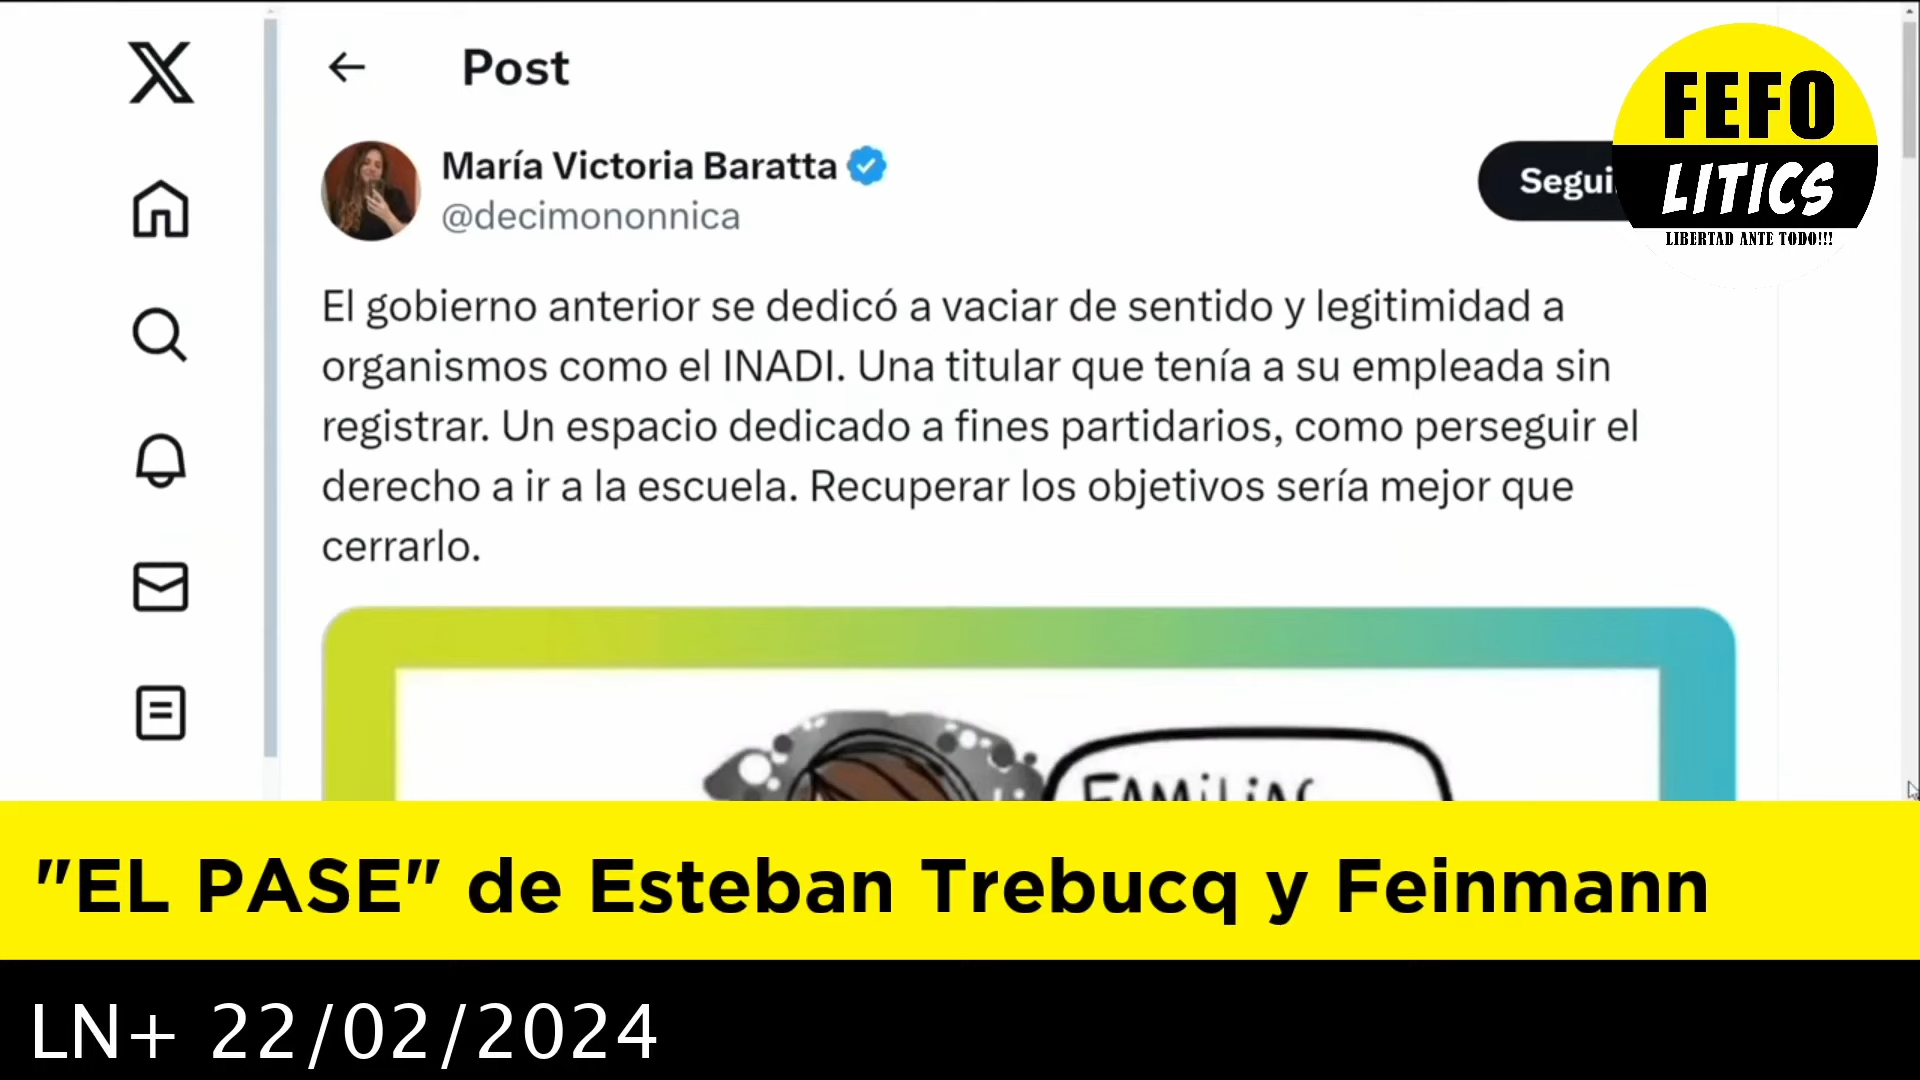 Post
María Victoria Baratta
@decimononnica
Segui
FEFO
LITICS
LIBERTAD ANTE TODO!!!
El gobierno anterior se dedicó a vaciar de sentido y legitimidad a
organismos como el INADI. Una titular que tenía a su empleada sin
registrar. Un espacio dedicado a fines partidarios, como perseguir el
derecho a ir a la escuela. Recuperar los objetivos sería mejor que
cerrarlo.
"EL PASE" de Esteban Trebucq y Feinmann
LN+ 22/02/2024